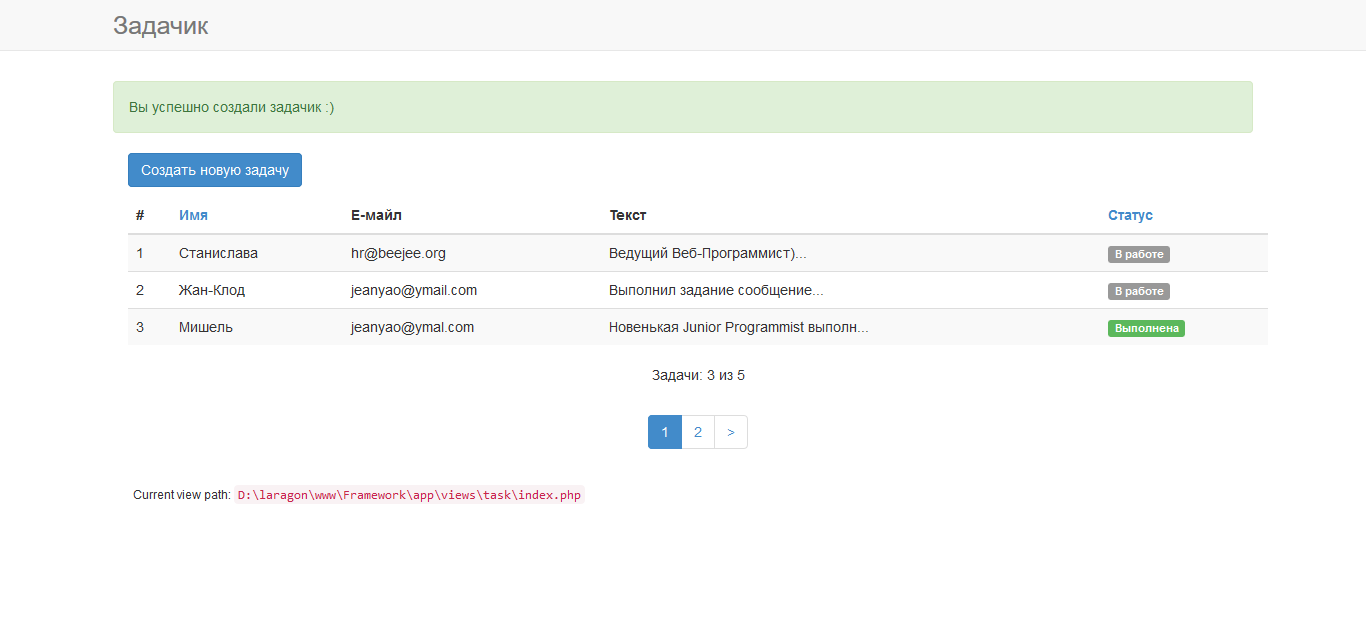 Задачик
Вы успешно создали задачик :)
Создать новую задачу
# Имя E-майл Текст Статус
1 Станислава hr@beejee.org Ведущий Веб-Программист)... В работе
2 Жан-Клод jeanyao@ymail.com Выполнил задание сообщение... В работе
3 Мишель jeanyao@ymal.com Новенькая Junior Programmist выполн... Выполнена
Задачи: 3 из 5
1 2 >
Current view path: D:\laragon\www\Framework\app\views\task\index.php